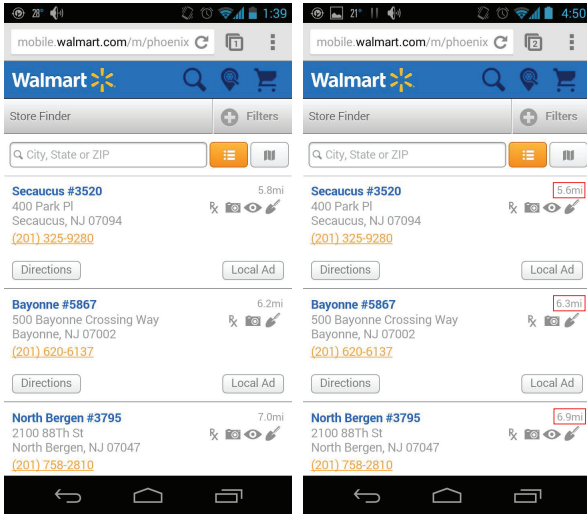 28°
1:39
mobile.walmart.com/m/phoenix
1
Walmart
Store Finder
Filters
City, State or ZIP
Secaucus #3520
5.8mi
400 Park Pl
Secaucus, NJ 07094
(201) 325-9280
Directions
Local Ad
Bayonne #5867
6.2mi
500 Bayonne Crossing Way
Bayonne, NJ 07002
(201) 620-6137
Directions
Local Ad
North Bergen #3795
7.0mi
2100 88Th St
North Bergen, NJ 07047
(201) 758-2810
21°
4:50
mobile.walmart.com/m/phoenix
2
Walmart
Store Finder
Filters
City, State or ZIP
Secaucus #3520
5.6mi
400 Park Pl
Secaucus, NJ 07094
(201) 325-9280
Directions
Local Ad
Bayonne #5867
6.3mi
500 Bayonne Crossing Way
Bayonne, NJ 07002
(201) 620-6137
Directions
Local Ad
North Bergen #3795
6.9mi
2100 88Th St
North Bergen, NJ 07047
(201) 758-2810